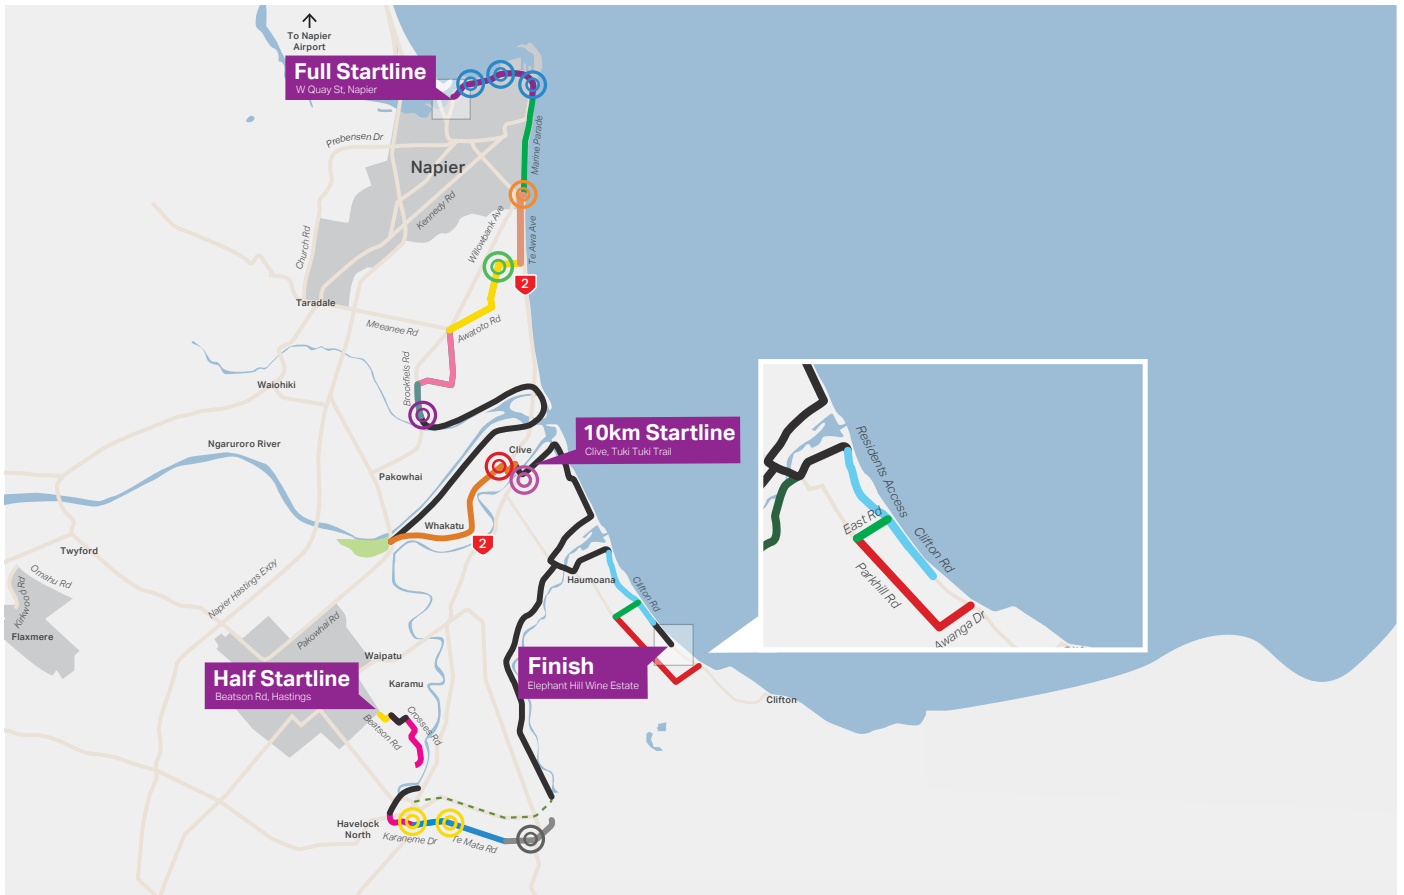 To Napier
Airport
Full Startline
W Quay St, Napier
Prebensen Dr
Marine Parade
Napier
Kennedy Rd
Willowbank Ave
Te Awa Ave
Church Rd
2
Taradale
Meeanee Rd
Awatoto Rd
Brookfiels Rd
Waiohiki
10km Startline
Clive, Tuki Tuki Trail
Ngaruroro River
Clive
Pakowhai
Residents Access
Whakatu
East Rd
2
Clifton Rd
Twyford
Omahu Rd
Kirkwood Rd
Napier Hastings Expy
Haumoana
Clifton Rd
Parkhill Rd
Awanga Dr
Pakowhai Rd
Flaxmere
Waipatu
Finish
Elephant Hill Wine Estate
Half Startline
Beatson Rd, Hastings
Karamu
Clifton
Crosses Rd
Beatson Rd
Havelock
North
Karaneme Dr
Te Mata Rd